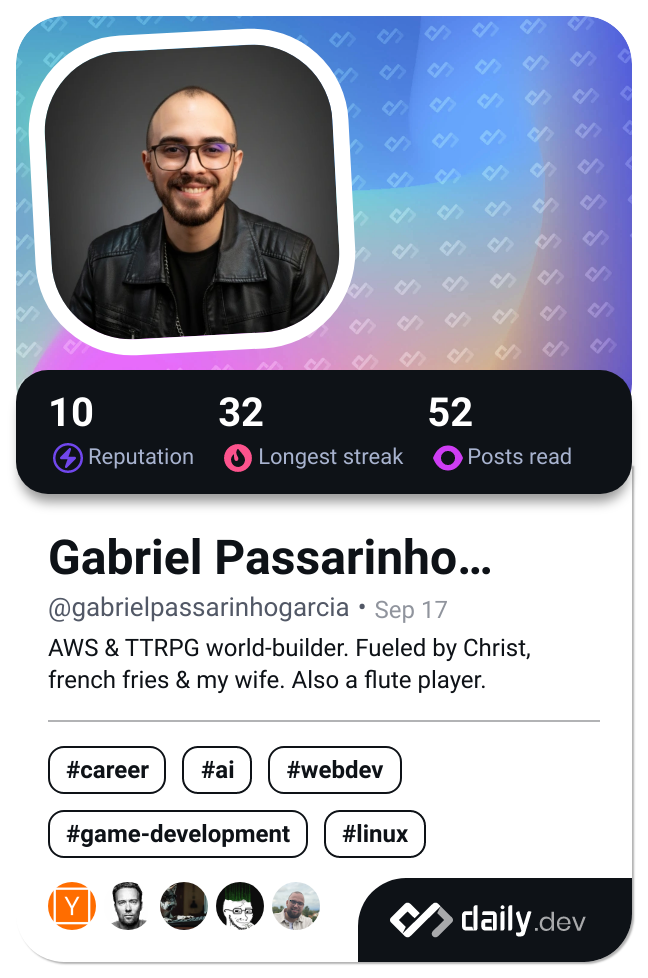 10 32 52
Reputation Longest streak Posts read
Gabriel Passarinho...
@gabrielpassarinhogarcia • Sep 17
AWS & TTRPG world-builder. Fueled by Christ,
french fries & my wife. Also a flute player.
#career #ai #webdev
#game-development #linux
Y
daily.dev